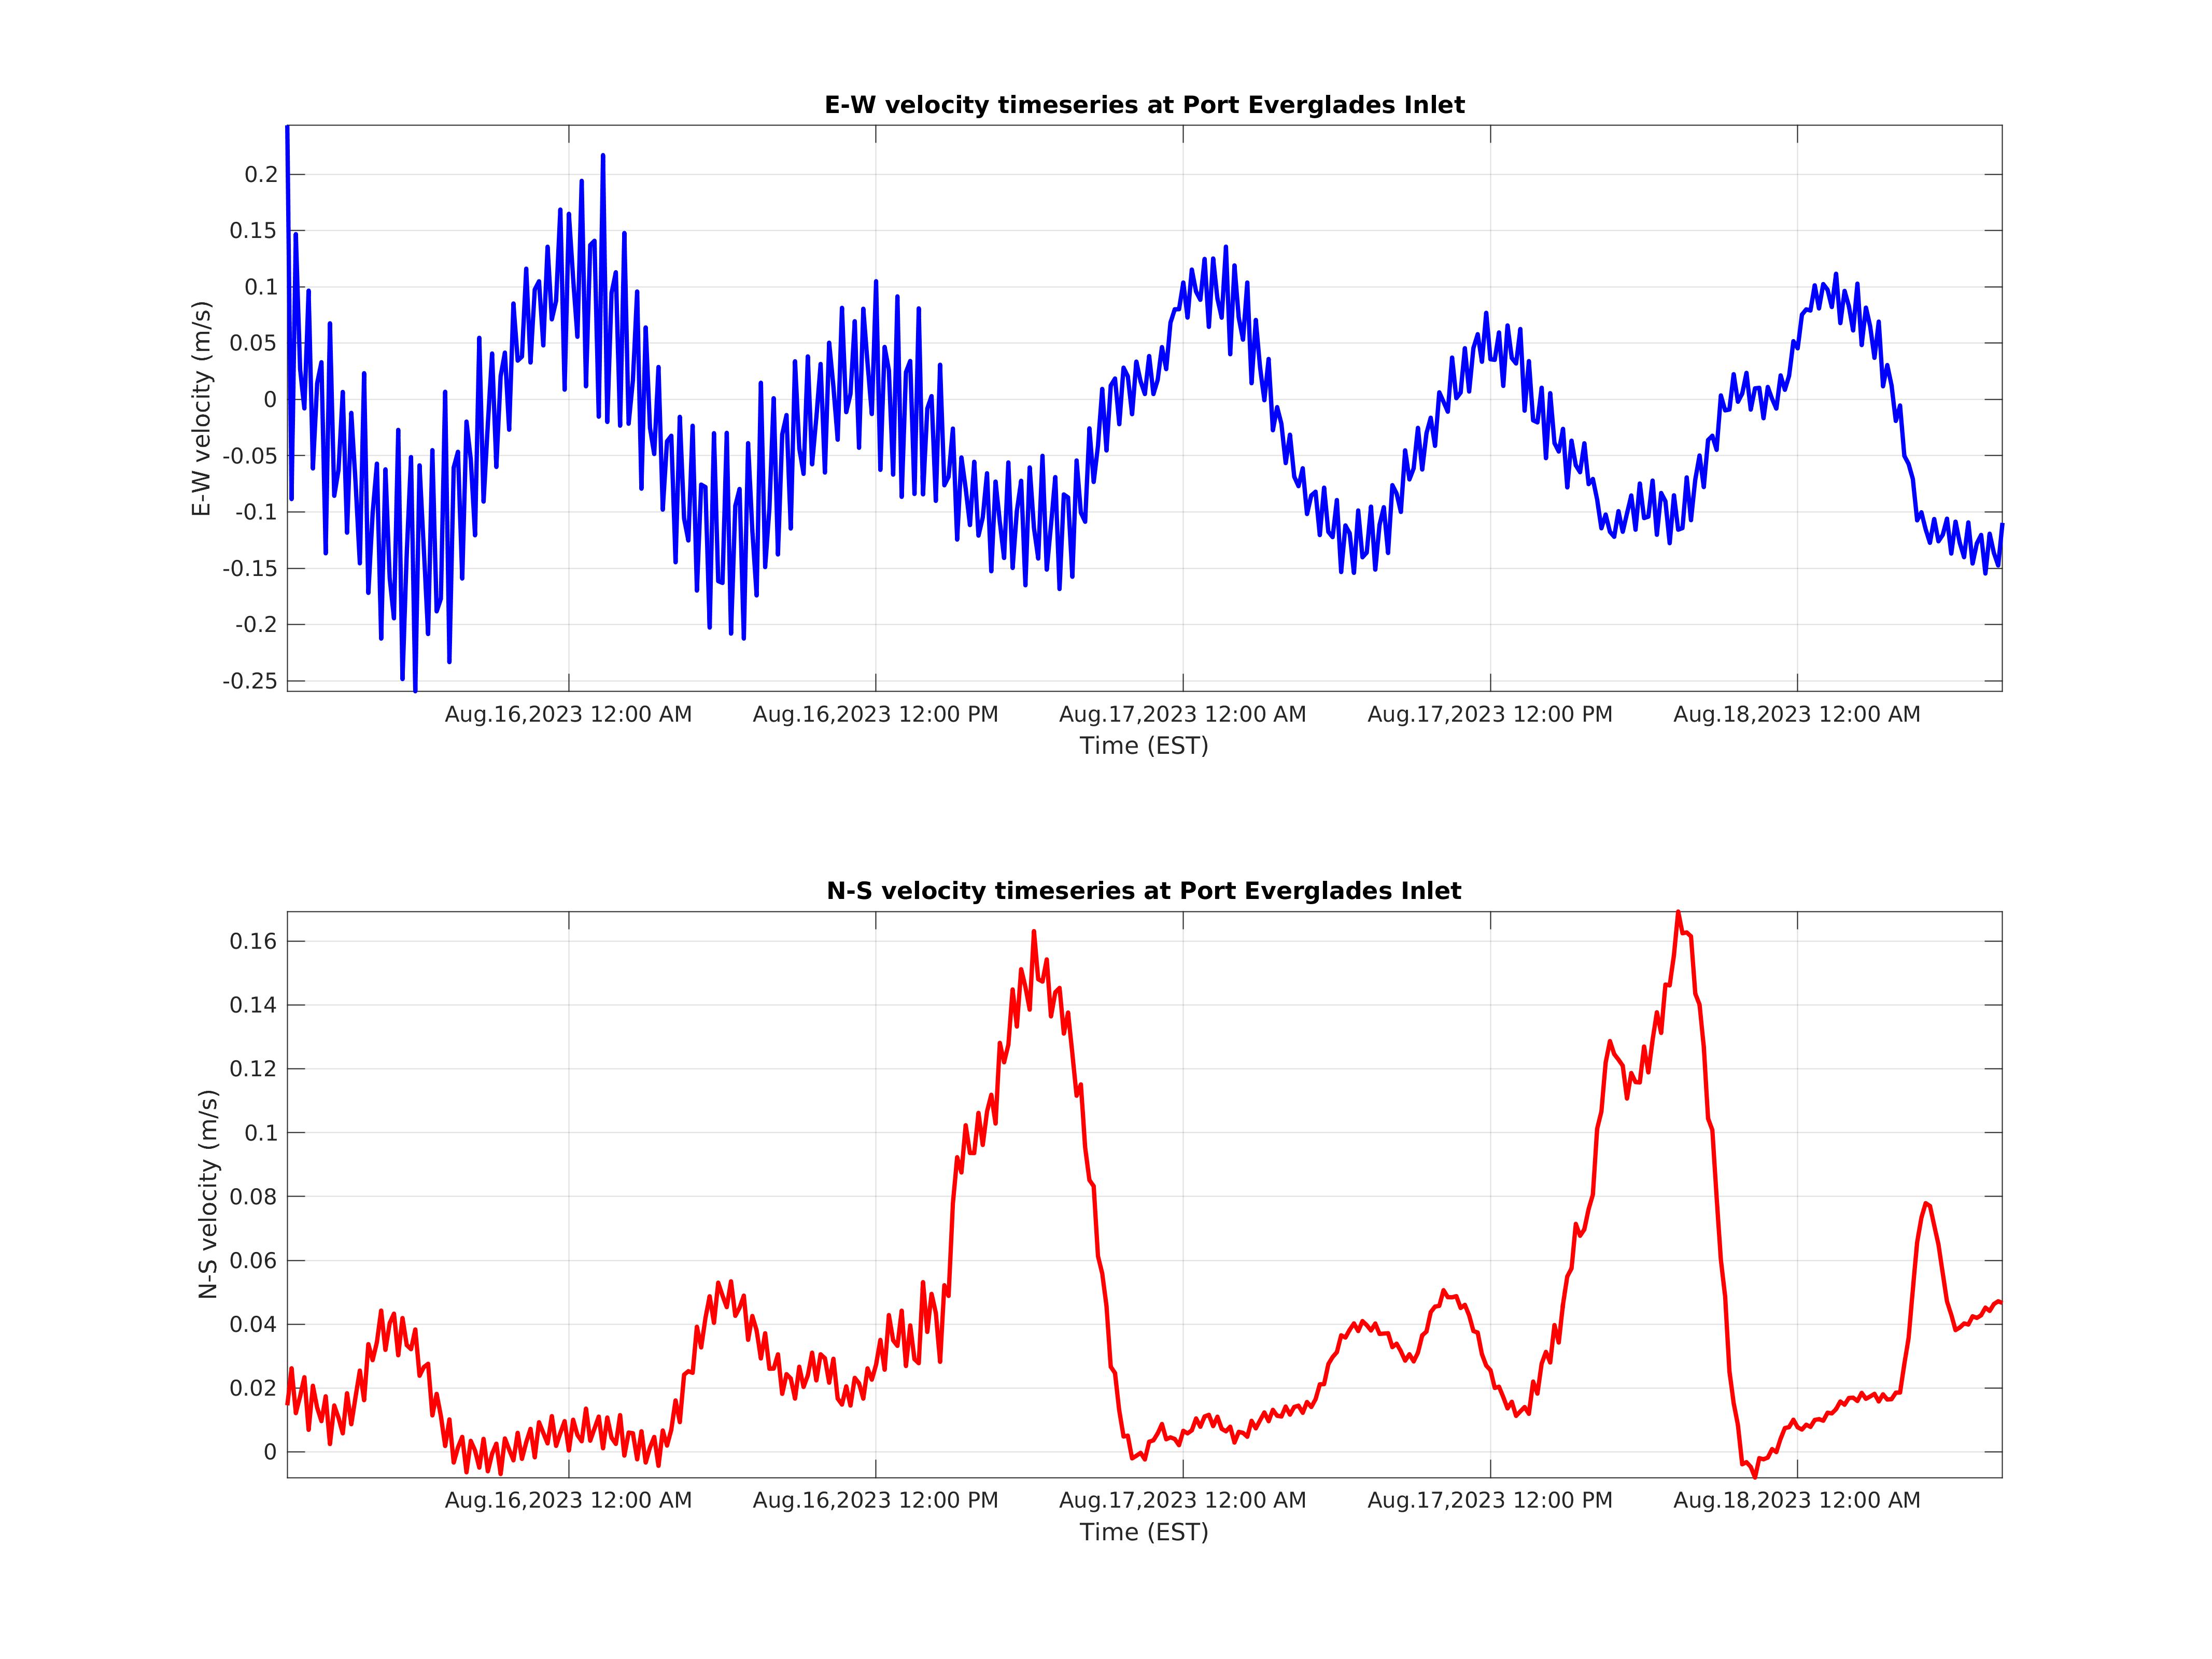 E-W velocity timeseries at Port Everglades Inlet
0.2
0.15
0.1
0.05
0
-0.05
-0.1
-0.15
-0.2
-0.25
E-W velocity (m/s)
Aug.16,2023 12:00 AM
Aug.16,2023 12:00 PM
Aug.17,2023 12:00 AM
Aug.17,2023 12:00 PM
Aug.18,2023 12:00 AM
Time (EST)
N-S velocity timeseries at Port Everglades Inlet
0.16
0.14
0.12
0.1
0.08
0.06
0.04
0.02
0
N-S velocity (m/s)
Aug.16,2023 12:00 AM
Aug.16,2023 12:00 PM
Aug.17,2023 12:00 AM
Aug.17,2023 12:00 PM
Aug.18,2023 12:00 AM
Time (EST)